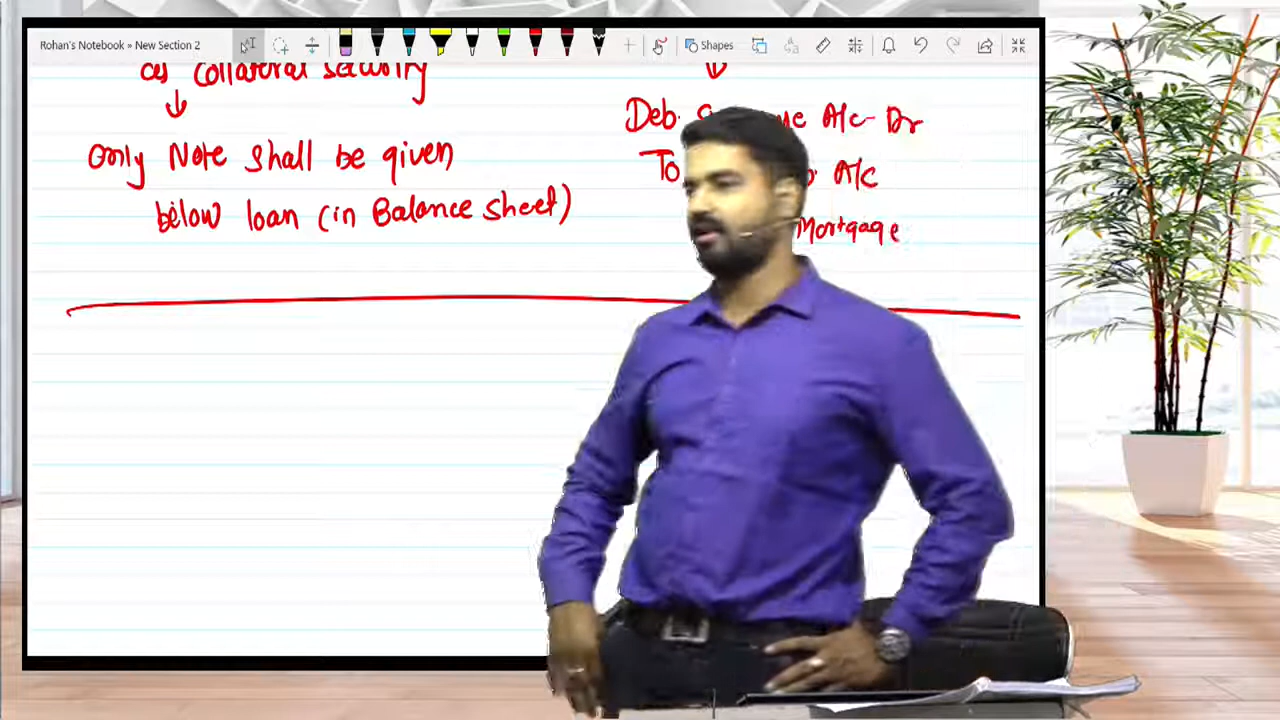 Rohan's Notebook » New Section 2
Shapes
as Collateral security
Only Note shall be given
below loan (in Balance sheet)
Deb. A/c Dr
To A/c
Mortgage